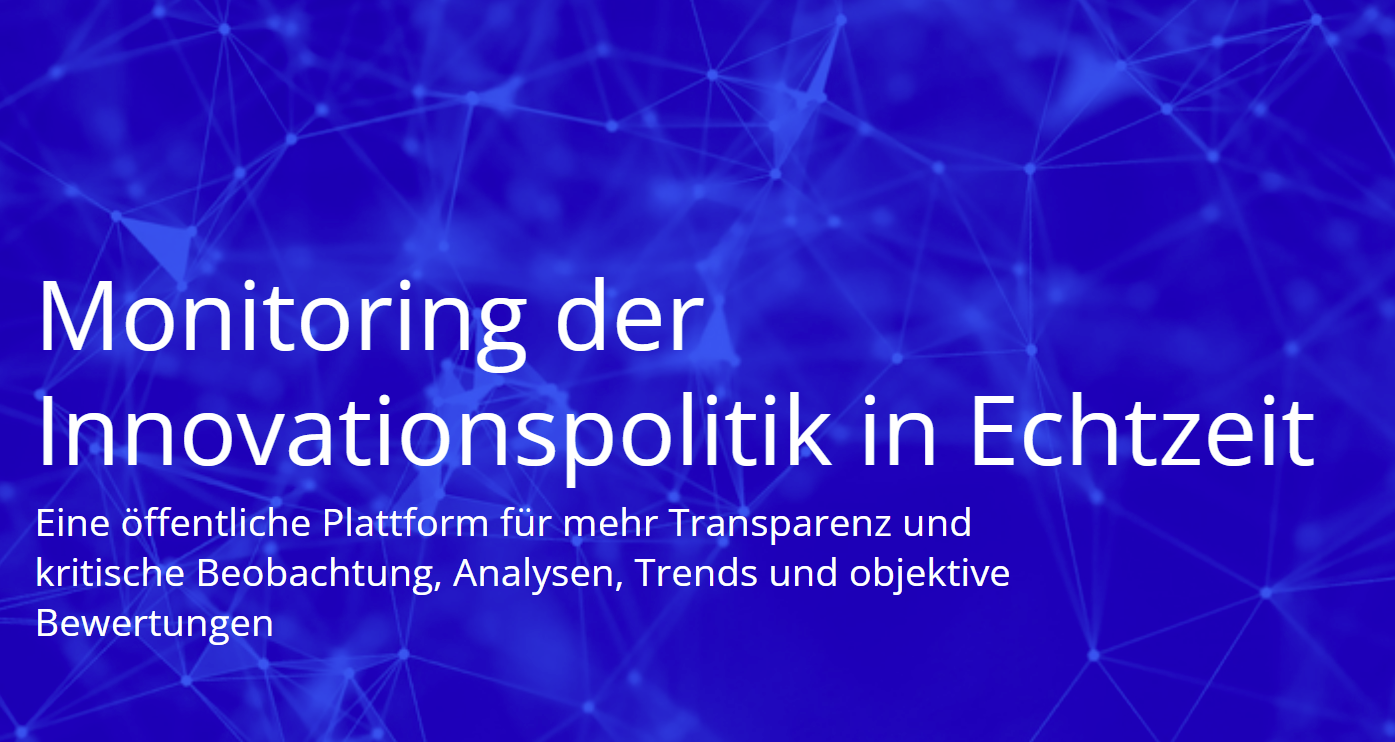 Monitoring der
Innovationspolitik in Echtzeit
Eine öffentliche Plattform für mehr Transparenz und
kritische Beobachtung, Analysen, Trends und objektive
Bewertungen